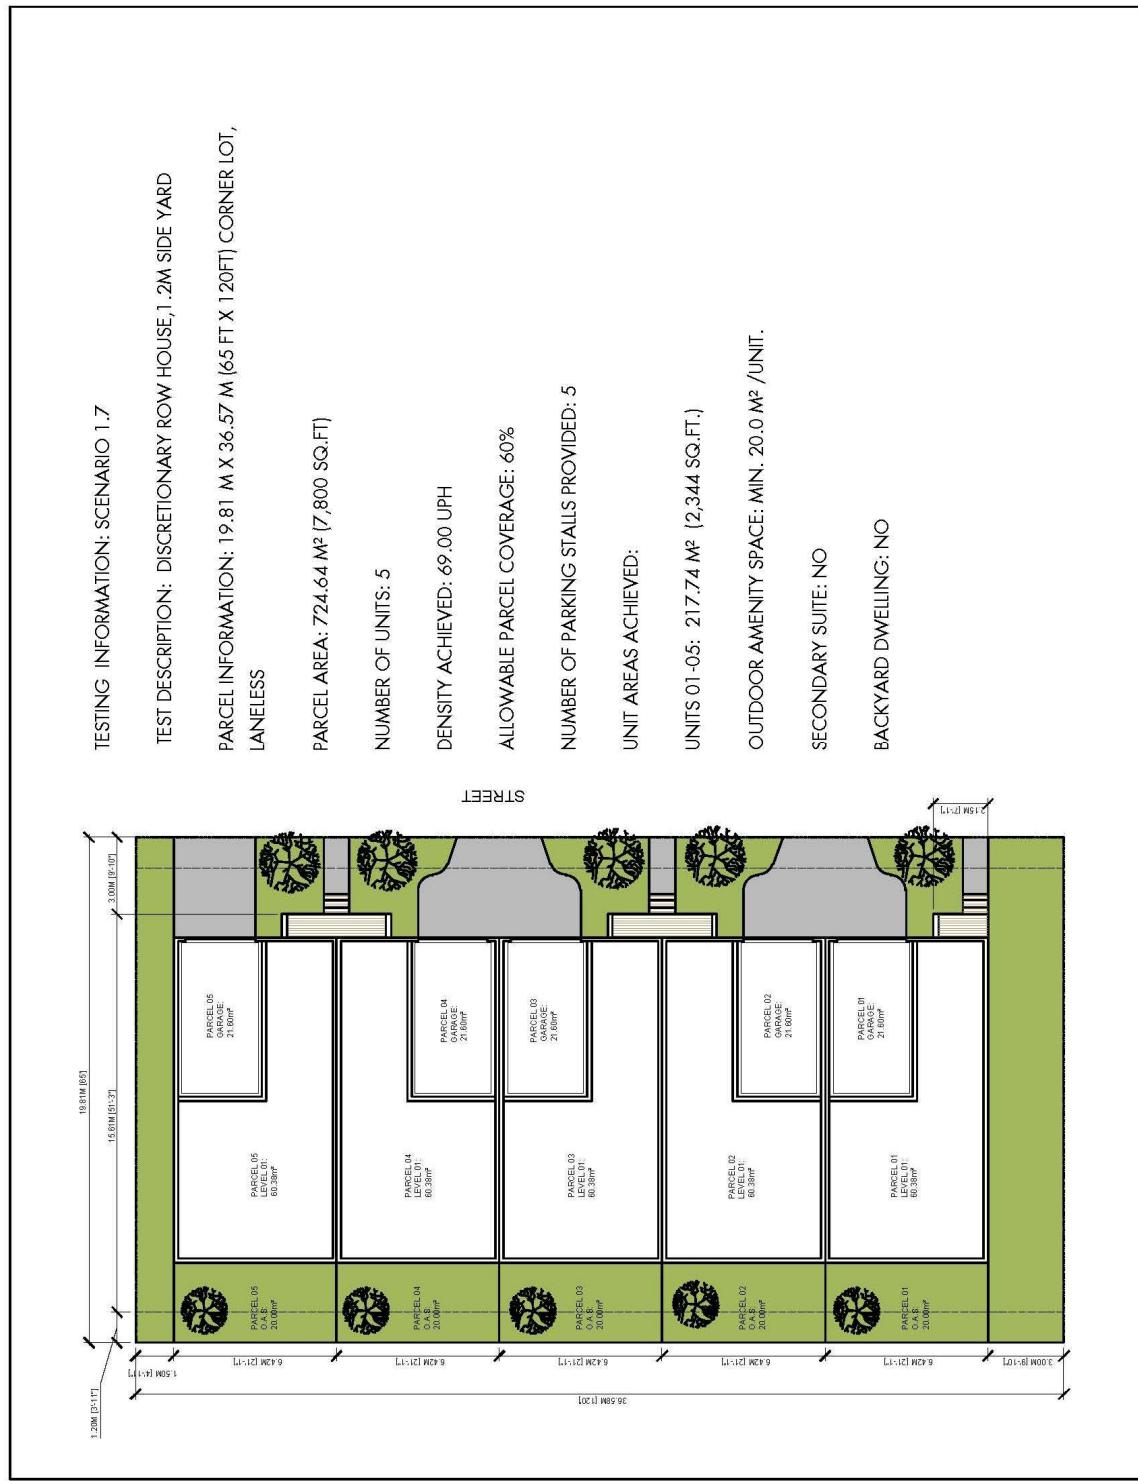 TESTING INFORMATION: SCENARIO 1.7
TEST DESCRIPTION: DISCRETIONARY ROW HOUSE,1.2M SIDE YARD
PARCEL INFORMATION: 19.81 M X 36.57 M (65 FT X 120FT) CORNER LOT,
LANELESS
PARCEL AREA: 724.64 M² (7,800 SQ.FT)
NUMBER OF UNITS: 5
DENSITY ACHIEVED: 69.00 UPH
ALLOWABLE PARCEL COVERAGE: 60%
NUMBER OF PARKING STALLS PROVIDED: 5
UNIT AREAS ACHIEVED:
UNITS 01-05: 217.74 M² (2,344 SQ.FT.)
OUTDOOR AMENITY SPACE: MIN. 20.0 M² /UNIT.
SECONDARY SUITE: NO
BACKYARD DWELLING: NO
STREET
19.81M [65']
3.00M [9'-10"]
15.61M [51'-3"]
1.20M [3'-11"]
2.15M [7'-1"]
PARCEL 05
GARAGE:
21.60m²
PARCEL 04
GARAGE:
21.60m²
PARCEL 03
GARAGE:
21.60m²
PARCEL 02
GARAGE:
21.60m²
PARCEL 01
GARAGE:
21.60m²
PARCEL 05
LEVEL 01:
60.38m²
PARCEL 04
LEVEL 01:
60.38m²
PARCEL 03
LEVEL 01:
60.38m²
PARCEL 02
LEVEL 01:
60.38m²
PARCEL 01
LEVEL 01:
60.38m²
PARCEL 05
O.A.S:
20.00m²
PARCEL 04
O.A.S:
20.00m²
PARCEL 03
O.A.S:
20.00m²
PARCEL 02
O.A.S:
20.00m²
PARCEL 01
O.A.S:
20.00m²
1.50M [4'-11"]
6.42M [21'-1"]
6.42M [21'-1"]
6.42M [21'-1"]
6.42M [21'-1"]
6.42M [21'-1"]
3.00M [9'-10"]
36.58M [120']